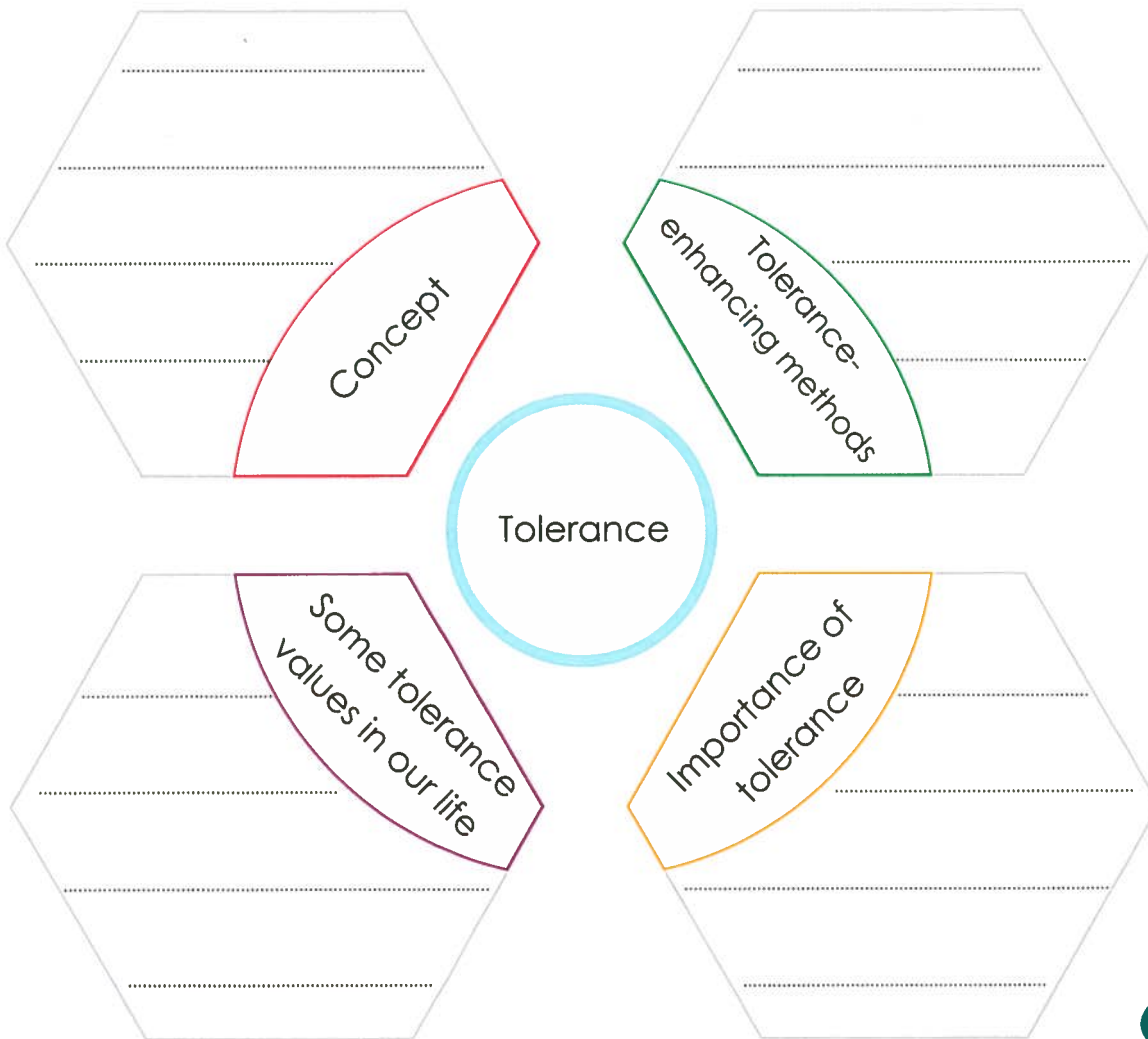 Concept
Tolerance-
enhancing methods
Tolerance
Some tolerance
values in our life
Importance of
tolerance